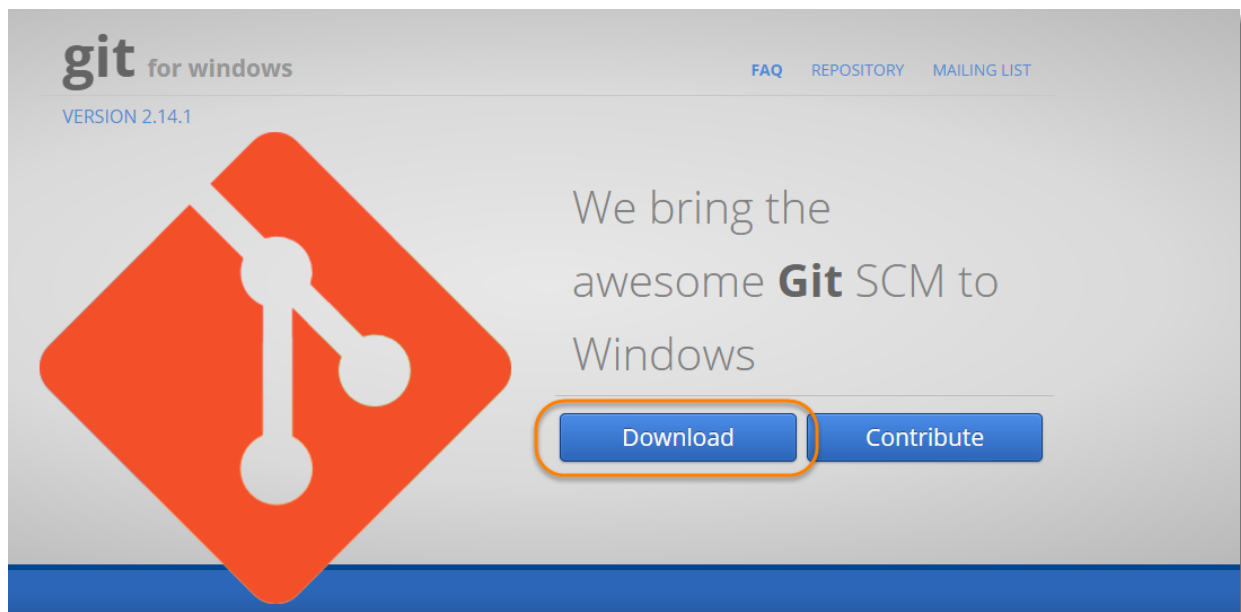 git for windows
FAQ REPOSITORY MAILING LIST
VERSION 2.14.1
We bring the
awesome Git SCM to
Windows
Download Contribute